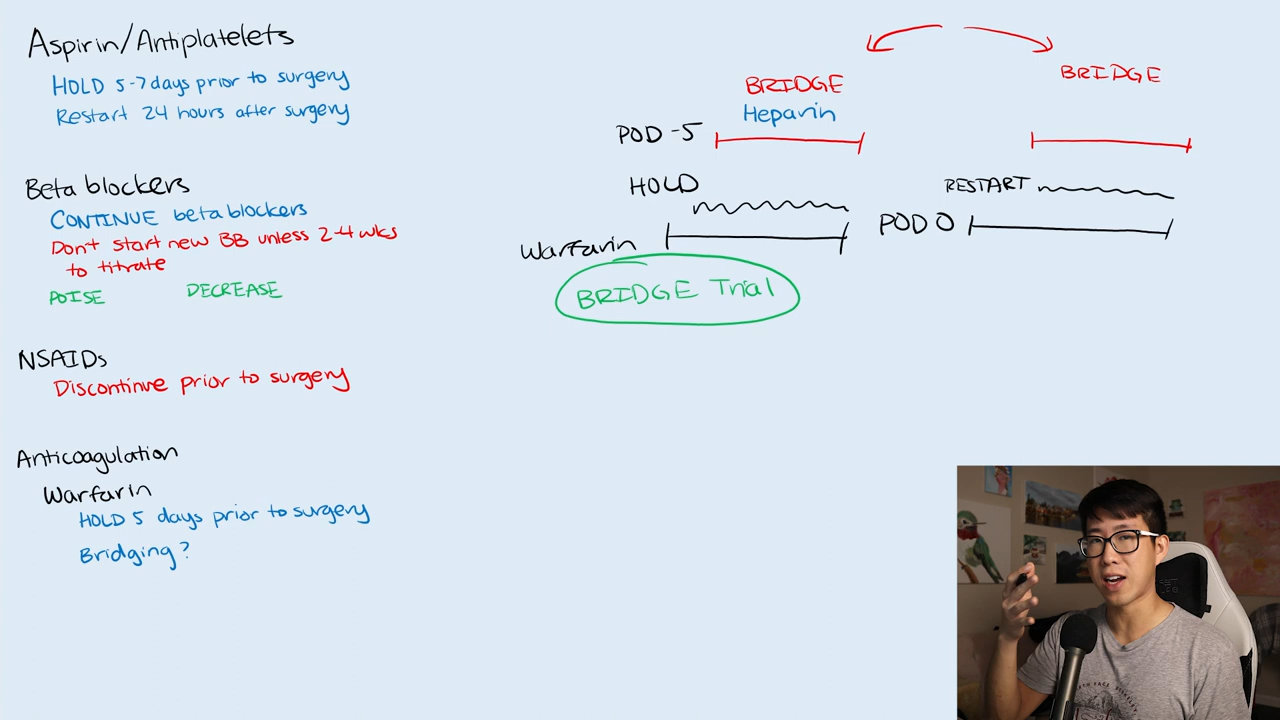 Aspirin/Antiplatelets
HOLD 5-7 days prior to surgery
Restart 24 hours after surgery
Beta blockers
CONTINUE beta blockers
Don't start new BB unless 2-4 wks
to titrate
POISE DECREASE
NSAIDs
Discontinue prior to surgery
Anticoagulation
Warfarin
HOLD 5 days prior to surgery
Bridging?
BRIDGE
Heparin
POD -5
HOLD
Warfarin
BRIDGE Trial
BRIDGE
RESTART
POD 0